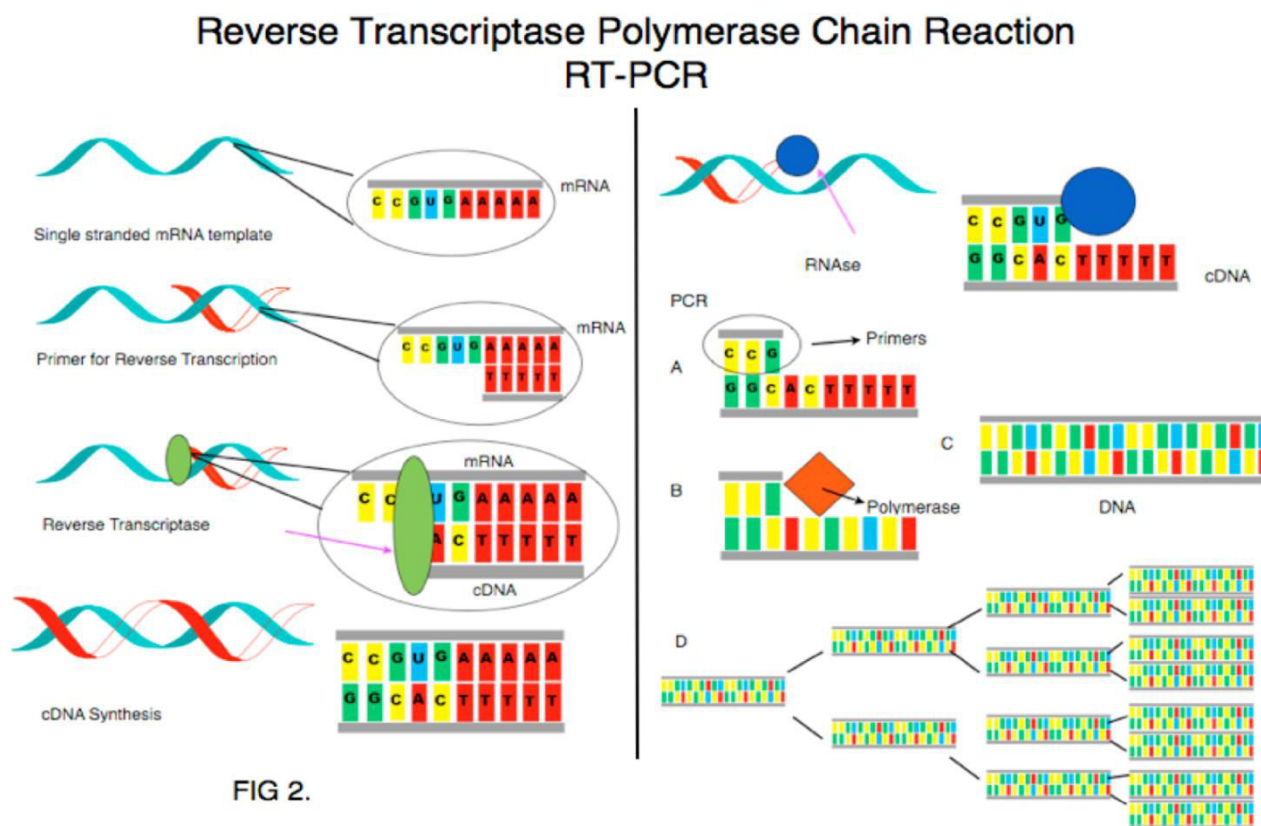 Reverse Transcriptase Polymerase Chain Reaction
RT-PCR
mRNA
C C G U G A A A A A
Single stranded mRNA template
mRNA
C C G U G A A A A A
T T T T T
Primer for Reverse Transcription
mRNA
C C U G A A A A A
A C T T T T T
Reverse Transcriptase
cDNA
C C G U G A A A A A
G G C A C T T T T T
cDNA Synthesis
FIG 2.
RNAse
C C G U G
G G C A C T T T T T
cDNA
PCR
Primers
C C G
A
G G C A C T T T T T
C
B
Polymerase
DNA
D